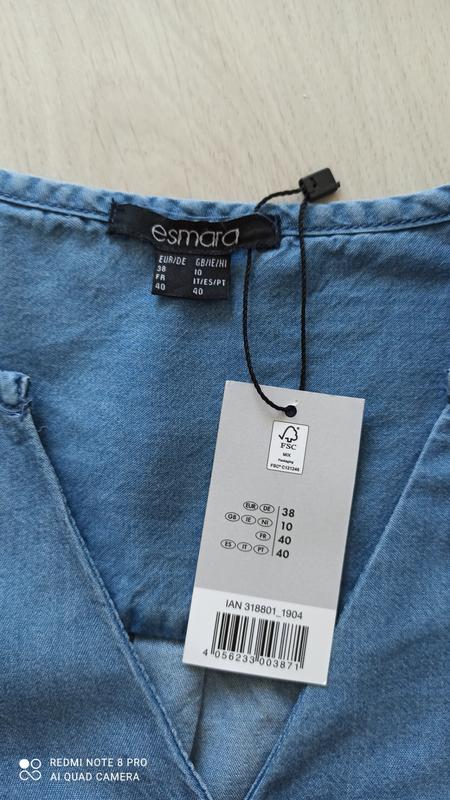 esmara
EUR/DE GB/IE/NI
38 10
FR IT/ES/PT
40 40
FSC
MIX
Packaging
FSC® C121246
EUR DE 38
GB IE NI 10
FR 40
ES IT PT 40
IAN 318801_1904
4 056233 003871
REDMI NOTE 8 PRO
AI QUAD CAMERA